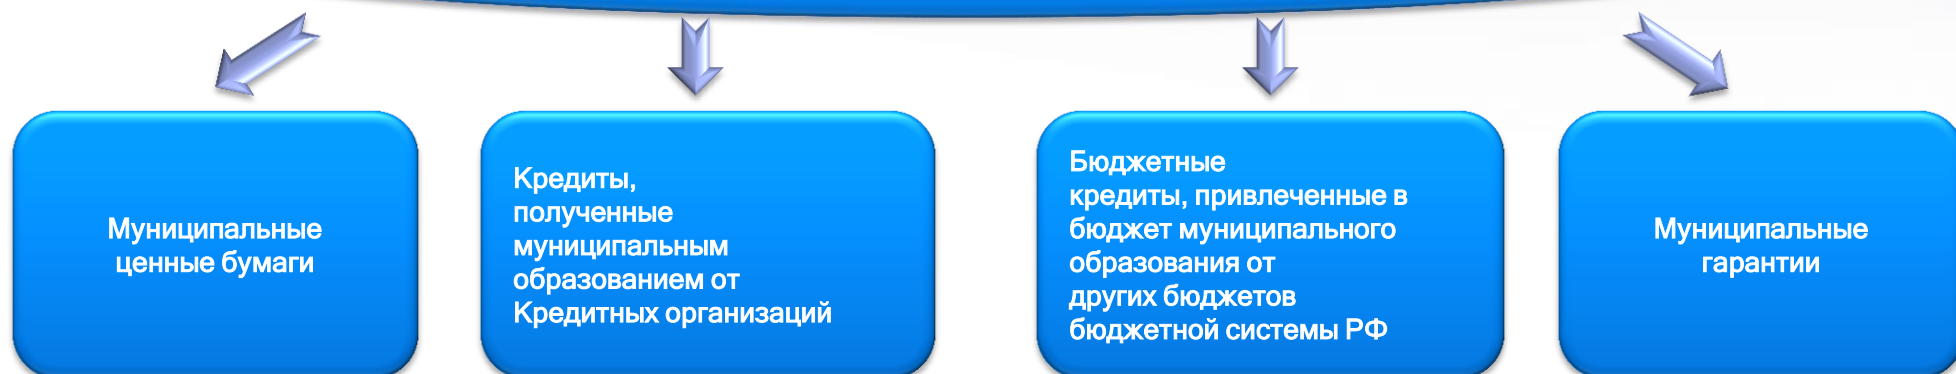 Муниципальные
ценные бумаги
Кредиты,
полученные
муниципальным
образованием от
Кредитных организаций
Бюджетные
кредиты, привлеченные в
бюджет муниципального
образования от
других бюджетов
бюджетной системы РФ
Муниципальные
гарантии